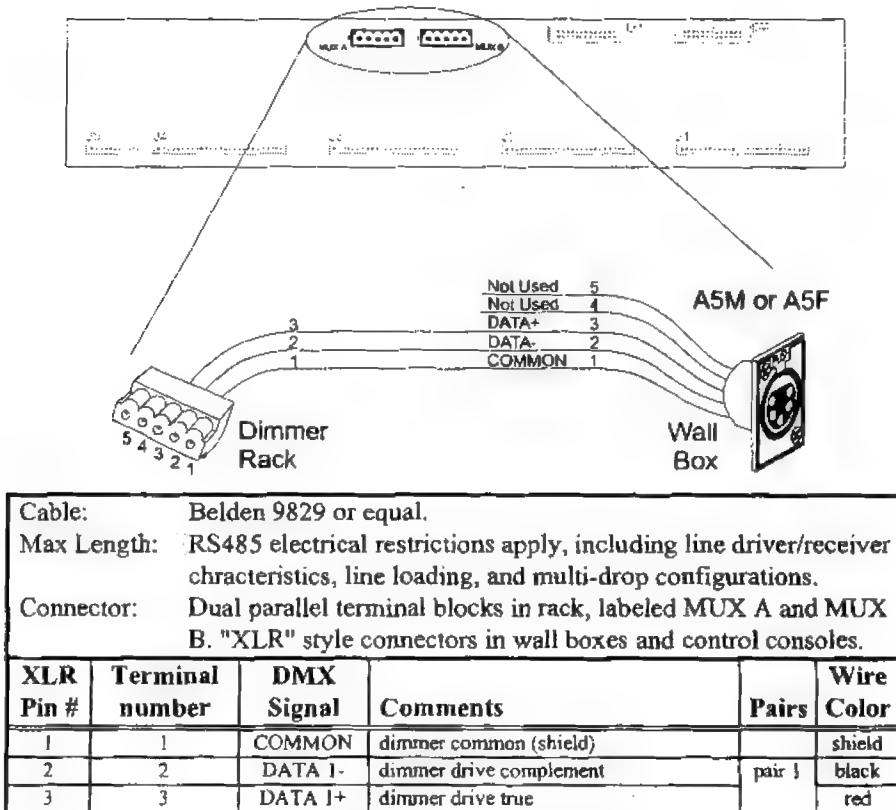 MUX A
MUX B
J5
J4
Not Used 5
Not Used 4
3 DATA+ 3
2 DATA- 2
1 COMMON 1
A5M or A5F
5 4 3 2 1
Dimmer
Rack
Wall
Box
Cable: Belden 9829 or equal.
Max Length: RS485 electrical restrictions apply, including line driver/receiver
chracteristics, line loading, and multi-drop configurations.
Connector: Dual parallel terminal blocks in rack, labeled MUX A and MUX
B. "XLR" style connectors in wall boxes and control consoles.
XLR Terminal DMX Wire
Pin # number Signal Comments Pairs Color
1 1 COMMON dimmer common (shield) shield
2 2 DATA 1- dimmer drive complement pair 1 black
3 3 DATA 1+ dimmer drive true red